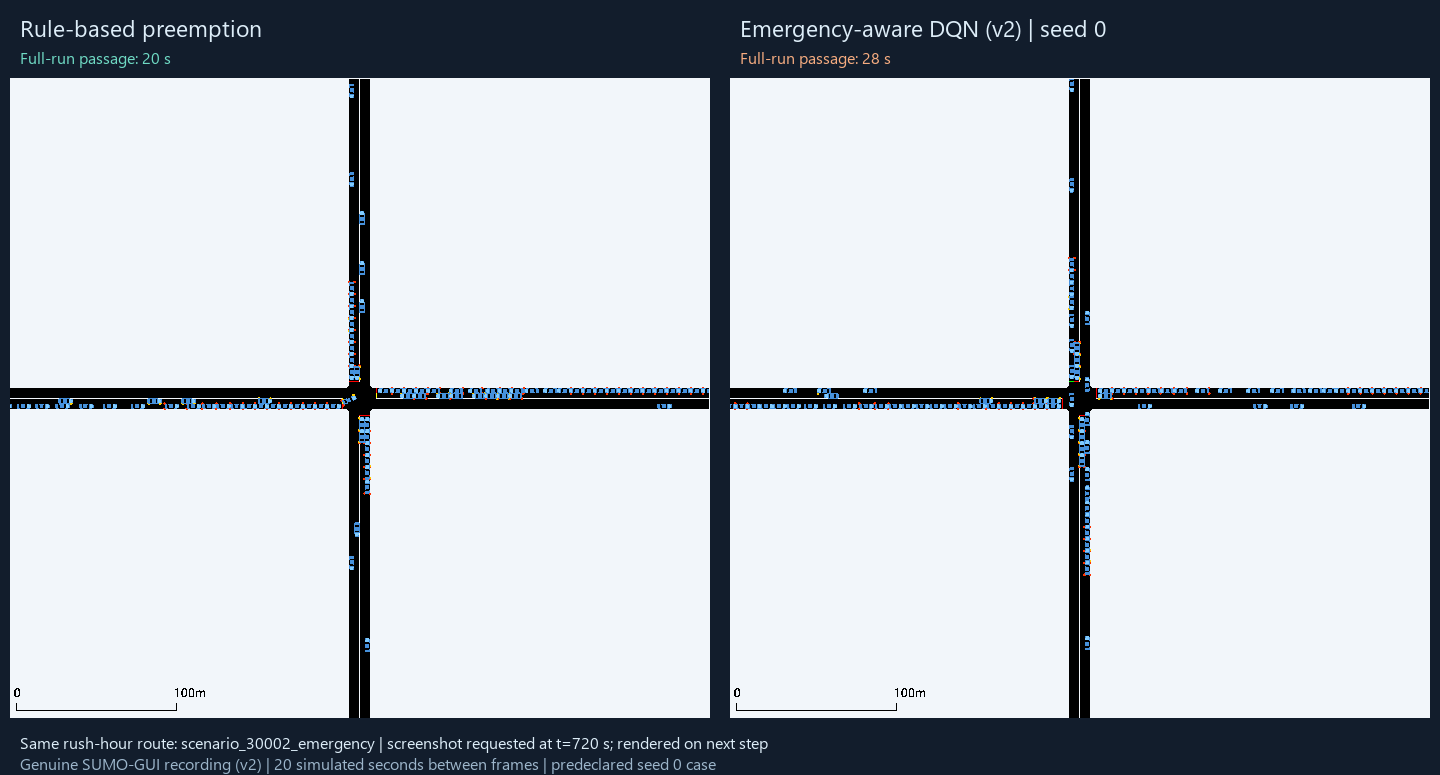 Rule-based preemption
Full-run passage: 20 s
Emergency-aware DQN (v2) | seed 0
Full-run passage: 28 s
0 100m
0 100m
Same rush-hour route: scenario_30002_emergency | screenshot requested at t=720 s; rendered on next step
Genuine SUMO-GUI recording (v2) | 20 simulated seconds between frames | predeclared seed 0 case